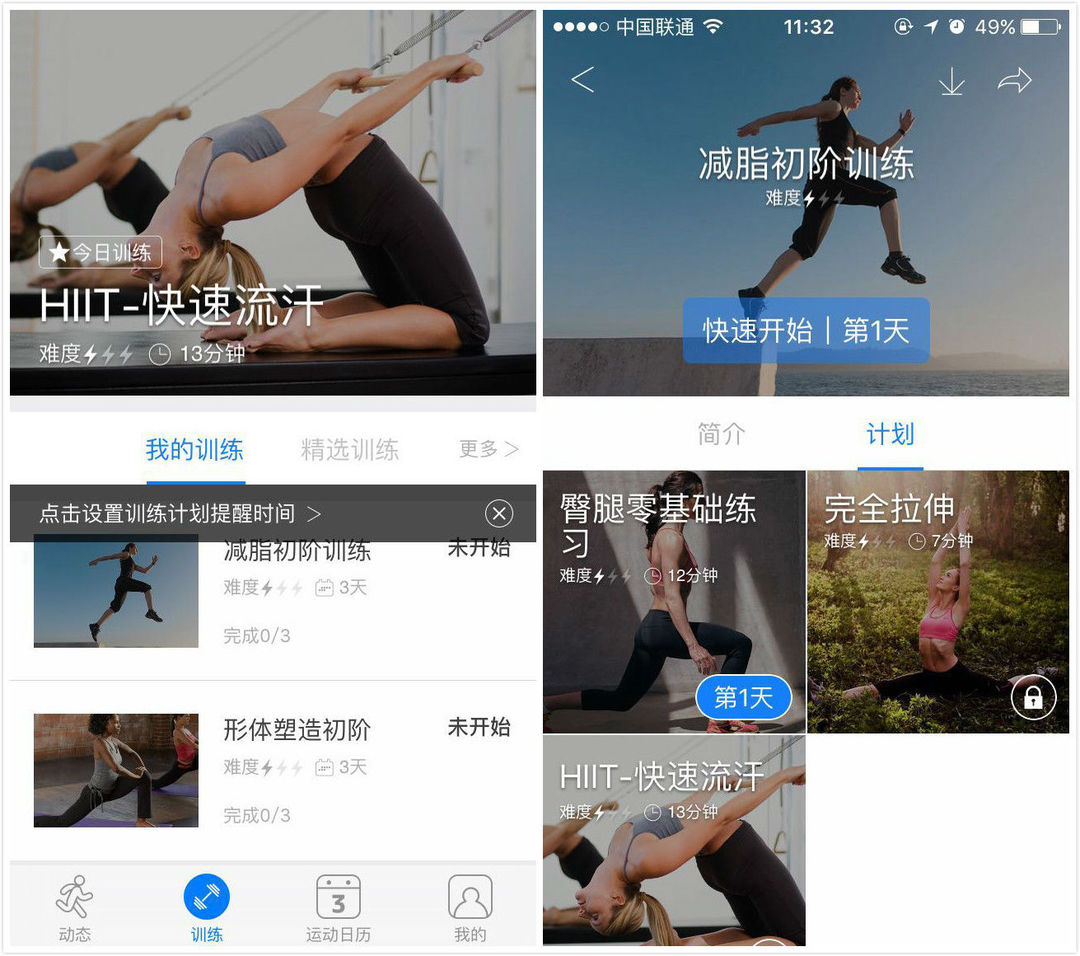 今日训练
HIIT-快速流汗
难度 13分钟
我的训练 精选训练 更多 >
点击设置训练计划提醒时间 >
减脂初阶训练 未开始
难度 3天
完成0/3
形体塑造初阶 未开始
难度 3天
完成0/3
3
动态 训练 运动日历 我的
中国联通 11:32 49%
减脂初阶训练
难度
快速开始 | 第1天
简介 计划
臀腿零基础练
习
难度 12分钟
第1天
完全拉伸
难度 7分钟
HIIT-快速流汗
难度 13分钟